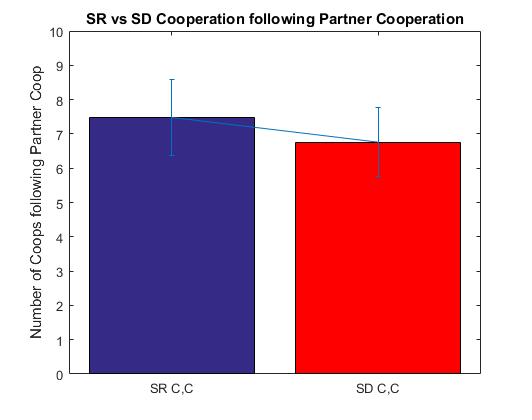 SR vs SD Cooperation following Partner Cooperation
Number of Coops following Partner Coop
10
9
8
7
6
5
4
3
2
1
0
SR C,C
SD C,C